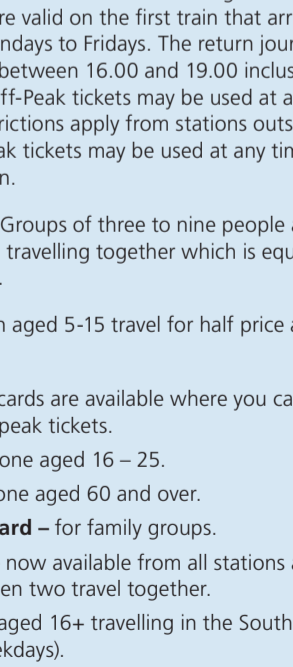 re valid on the first train that arr
ndays to Fridays. The return jour
between 16.00 and 19.00 inclus
ff-Peak tickets may be used at a
rictions apply from stations outs
ak tickets may be used at any tim
n.
Groups of three to nine people a
travelling together which is equ
.
n aged 5-15 travel for half price a
cards are available where you ca
peak tickets.
one aged 16 – 25.
one aged 60 and over.
ard – for family groups.
now available from all stations a
en two travel together.
aged 16+ travelling in the South
ekdays).